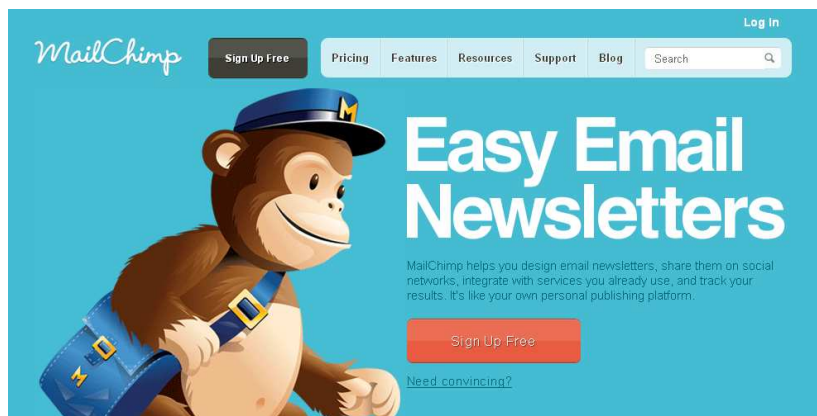 Log In
MailChimp
Sign Up Free
Pricing Features Resources Support Blog Search
M
Easy Email
Newsletters
MailChimp helps you design email newsletters, share them on social
networks, integrate with services you already use, and track your
results. It's like your own personal publishing platform.
Sign Up Free
Need convincing?
M